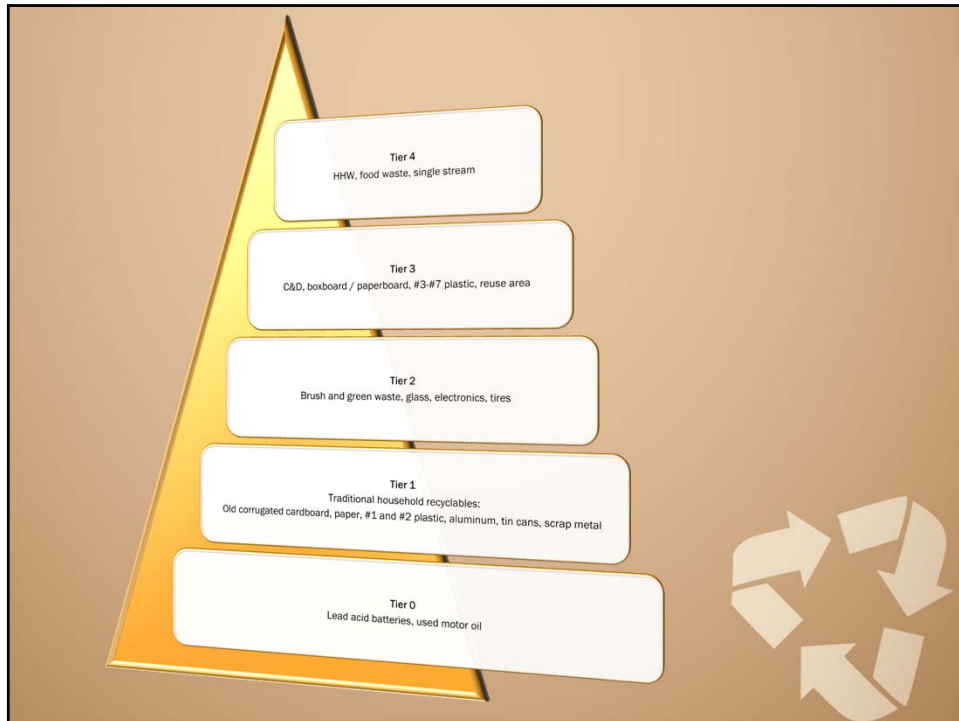 Tier 4
HHW, food waste, single stream
Tier 3
C&D, boxboard / paperboard, #3-#7 plastic, reuse area
Tier 2
Brush and green waste, glass, electronics, tires
Tier 1
Traditional household recyclables:
Old corrugated cardboard, paper, #1 and #2 plastic, aluminum, tin cans, scrap metal
Tier 0
Lead acid batteries, used motor oil